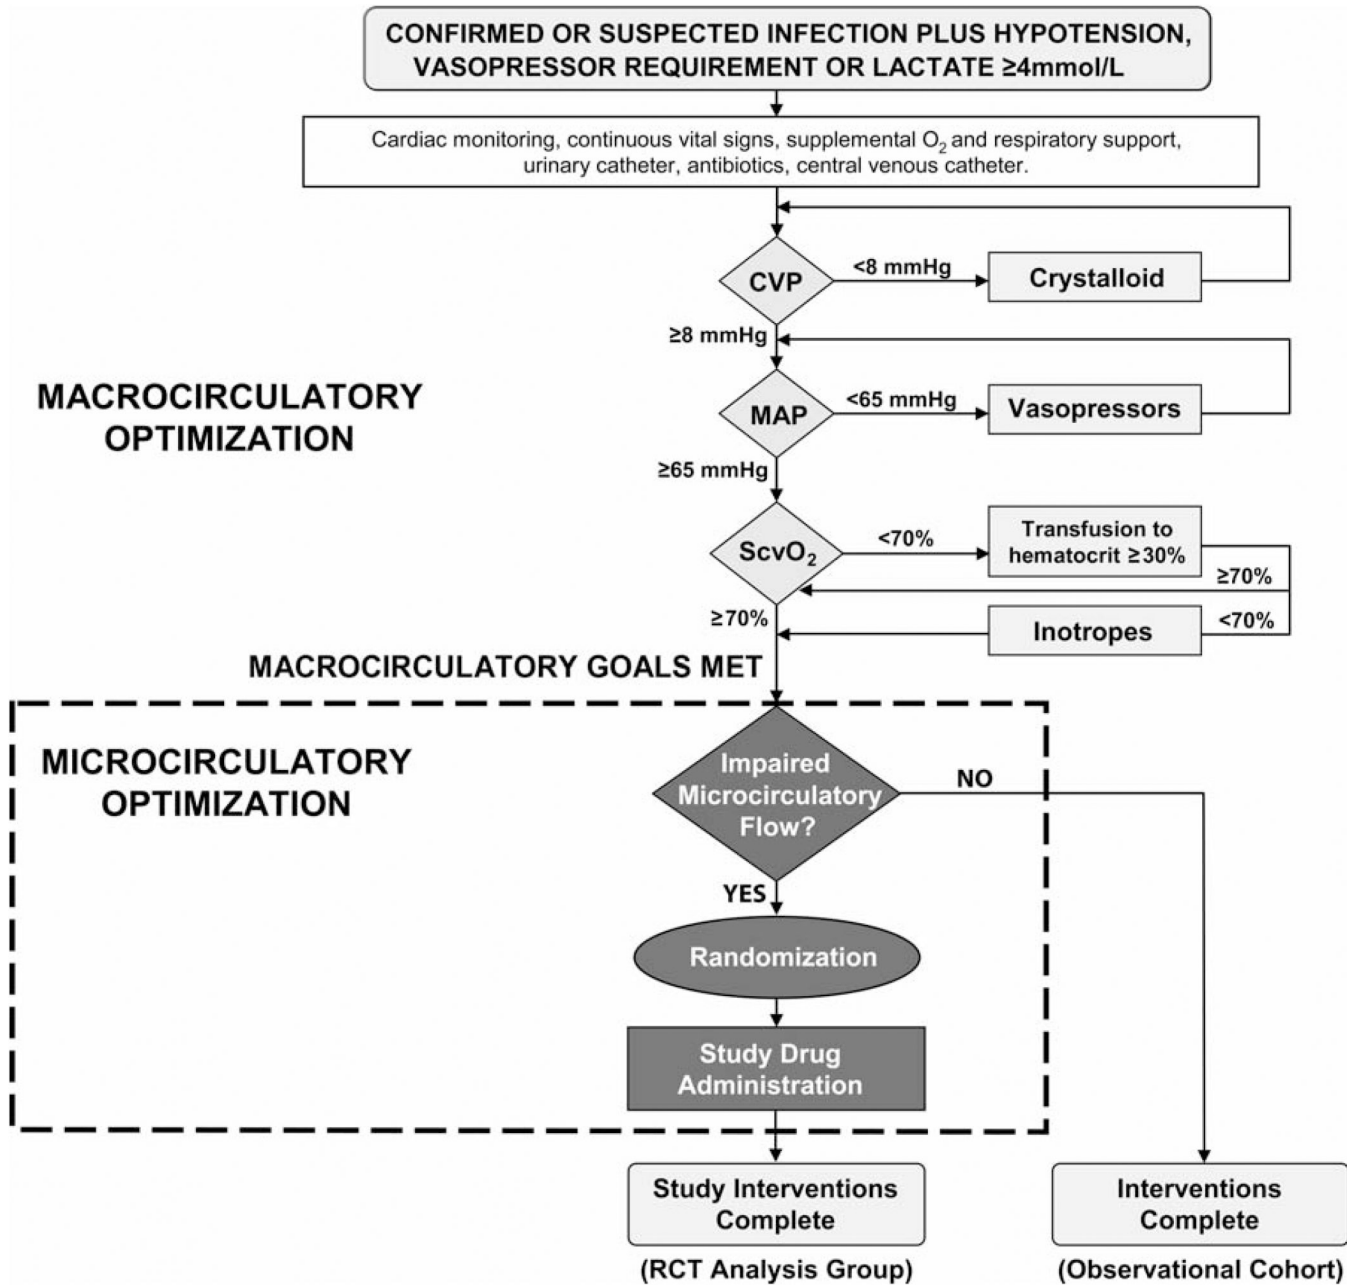 CONFIRMED OR SUSPECTED INFECTION PLUS HYPOTENSION,
VASOPRESSOR REQUIREMENT OR LACTATE ≥4mmol/L
Cardiac monitoring, continuous vital signs, supplemental O₂ and respiratory support,
urinary catheter, antibiotics, central venous catheter.
CVP
<8 mmHg
Crystalloid
≥8 mmHg
MACROCIRCULATORY
OPTIMIZATION
MAP
<65 mmHg
Vasopressors
≥65 mmHg
ScvO₂
<70%
Transfusion to
hematocrit ≥30%
≥70%
≥70%
Inotropes
<70%
MACROCIRCULATORY GOALS MET
MICROCIRCULATORY
OPTIMIZATION
Impaired
Microcirculatory
Flow?
NO
YES
Randomization
Study Drug
Administration
Study Interventions
Complete
(RCT Analysis Group)
Interventions
Complete
(Observational Cohort)